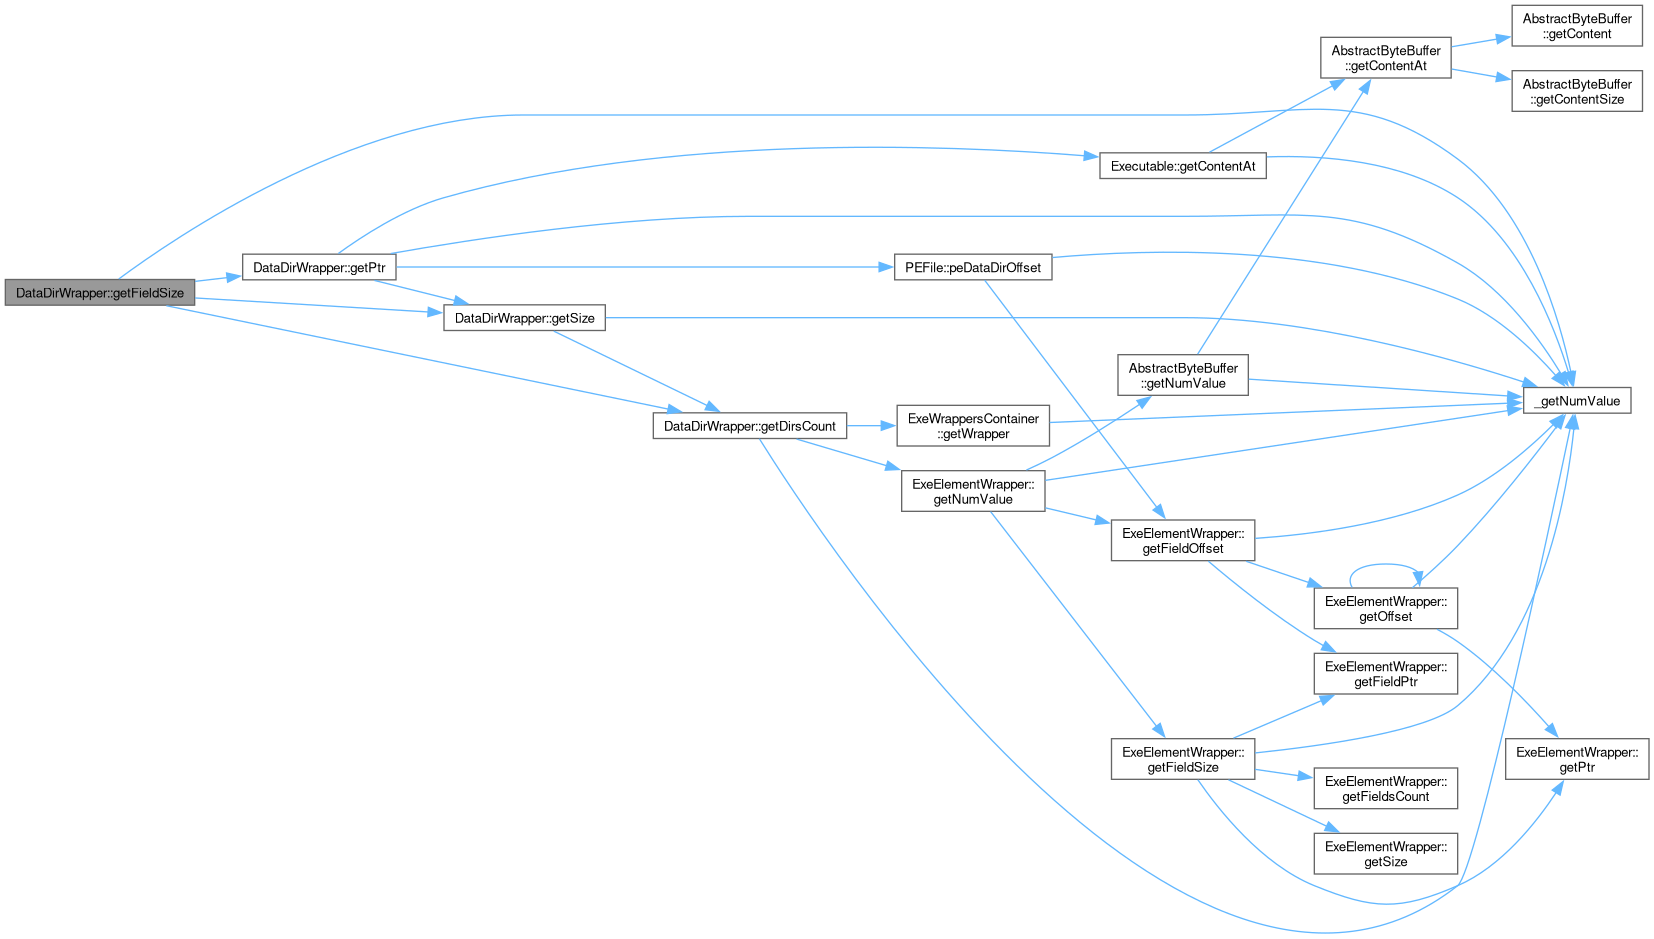 AbstractByteBuffer
::getContent
AbstractByteBuffer
::getContentAt
AbstractByteBuffer
::getContentSize
Executable::getContentAt
DataDirWrapper::getPtr
PEFile::peDataDirOffset
DataDirWrapper::getFieldSize
DataDirWrapper::getSize
AbstractByteBuffer
::getNumValue
_getNumValue
DataDirWrapper::getDirsCount
ExeWrappersContainer
::getWrapper
ExeElementWrapper::
getNumValue
ExeElementWrapper::
getFieldOffset
ExeElementWrapper::
getOffset
ExeElementWrapper::
getFieldPtr
ExeElementWrapper::
getFieldSize
ExeElementWrapper::
getPtr
ExeElementWrapper::
getFieldsCount
ExeElementWrapper::
getSize